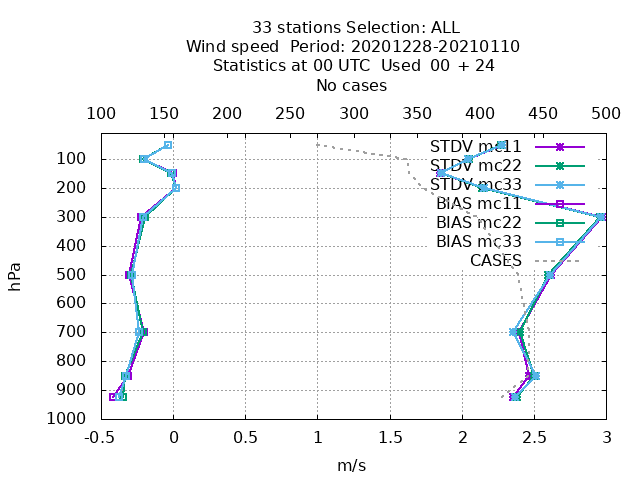 33 stations Selection: ALL
Wind speed  Period: 20201228-20210110
Statistics at 00 UTC  Used  00 + 24
No cases
100 150 200 250 300 350 400 450 500
STDV mc11
100
STDV mc22
STDV mc33
200
BIAS mc11
300
BIAS mc22
BIAS mc33
400
CASES
500
hPa
600
700
800
900
1000
-0.5 0 0.5 1 1.5 2 2.5 3
m/s